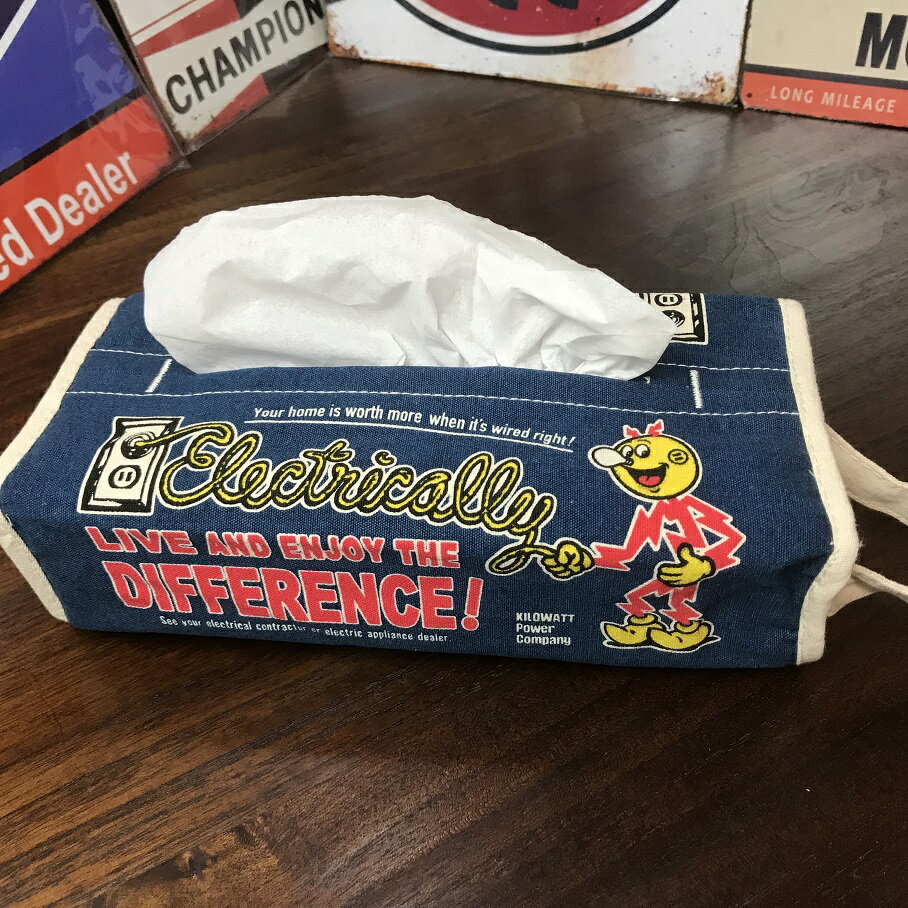 CHAMPION
ed Dealer
LONG MILEAGE
Your home is worth more when it's wired right!
Electrically
LIVE AND ENJOY THE
DIFFERENCE!
See your electrical contractor or electric appliance dealer
KILOWATT
Power
Company